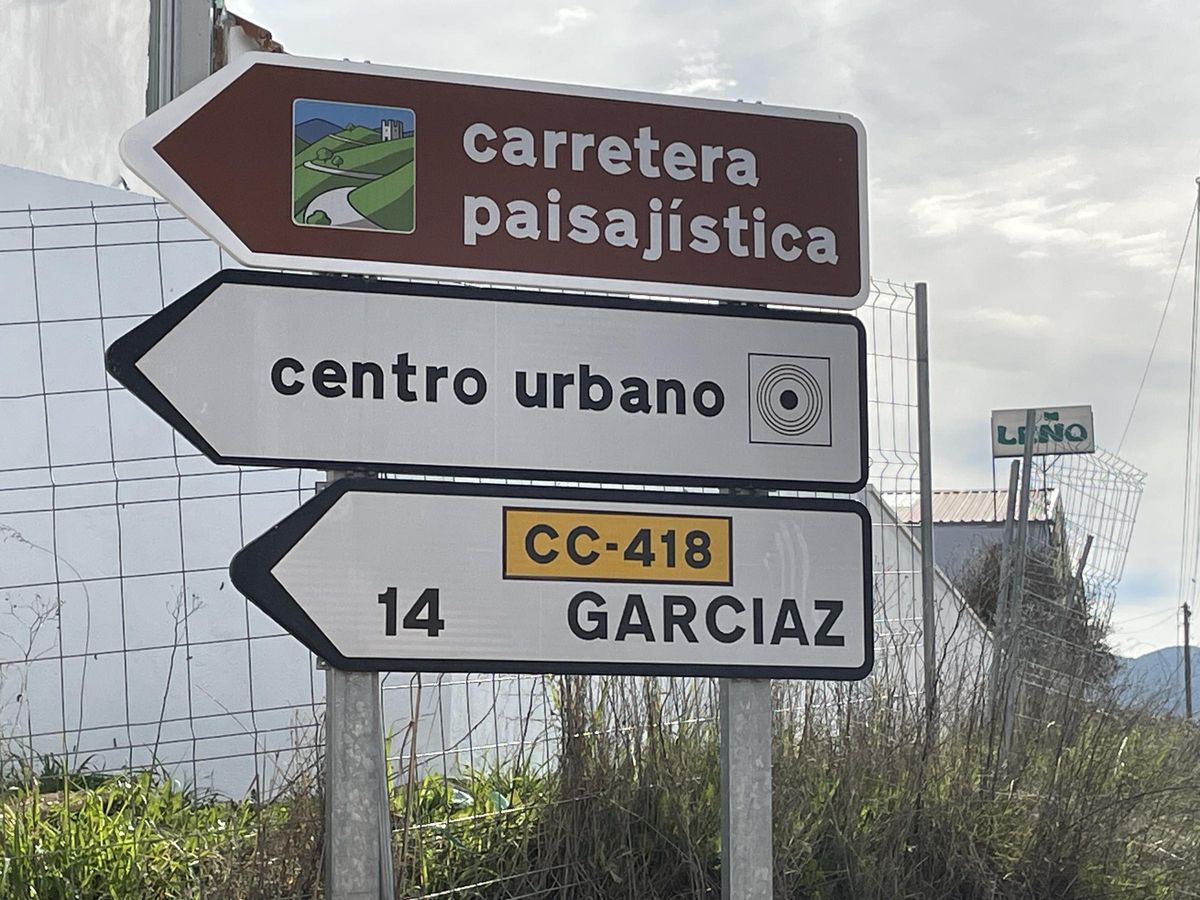 carretera
paisajística
centro urbano
CC-418
14 GARCIAZ
LEÑO